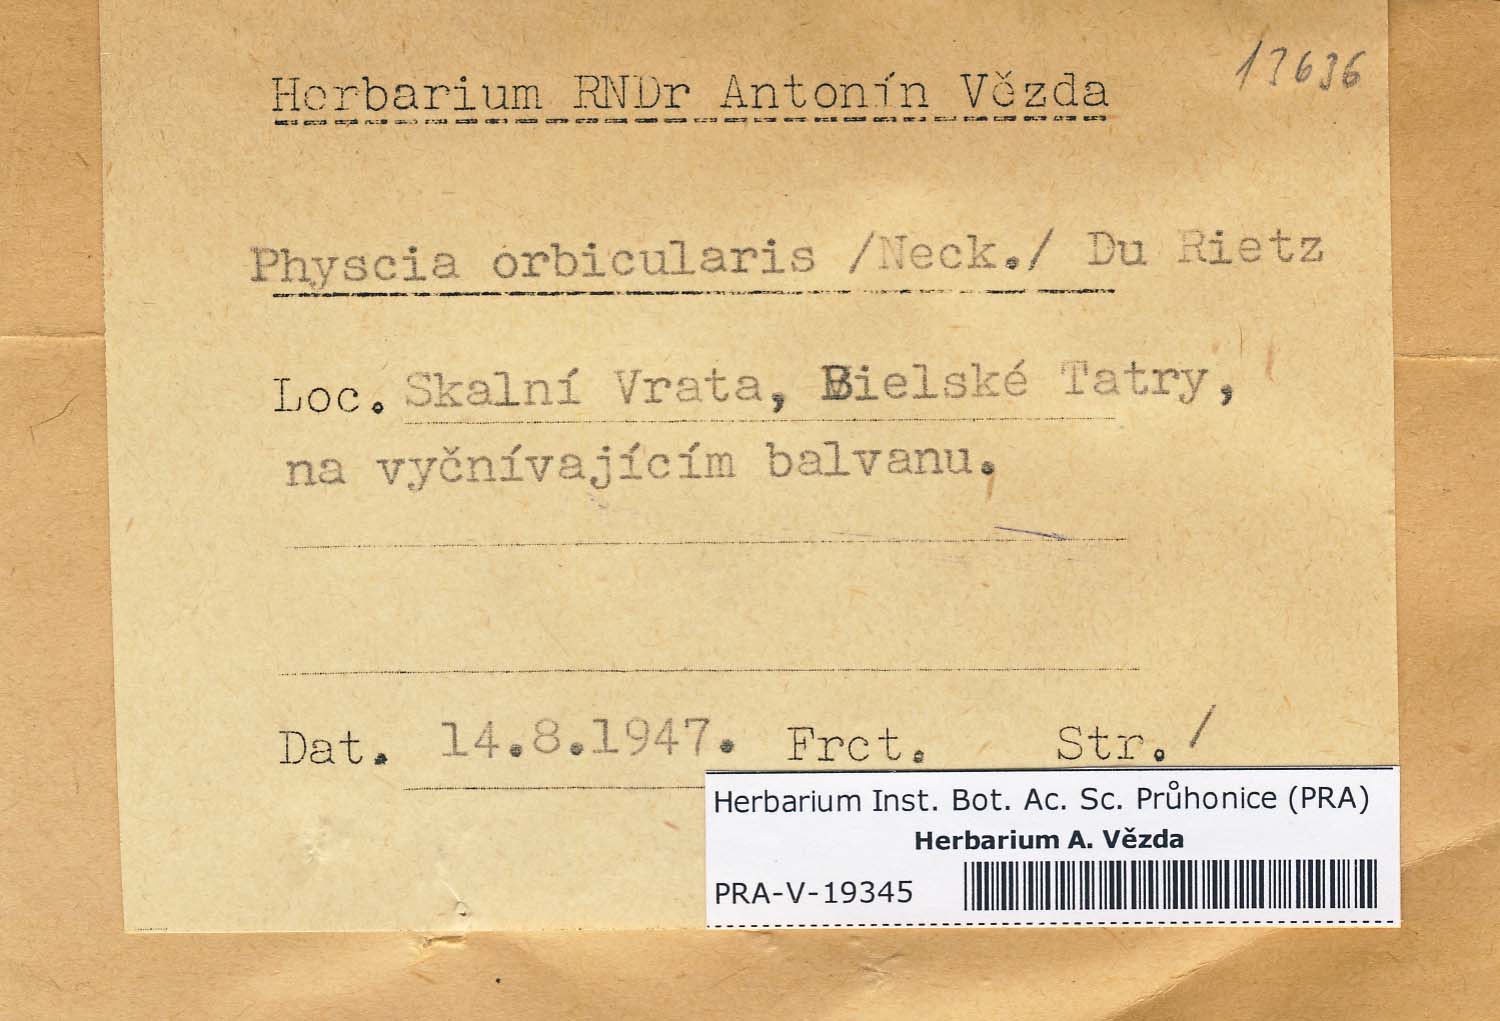 13636
Herbarium RNDr Antonín Vězda
Physcia orbicularis /Neck./ Du Rietz
Loc. Skalní Vrata, Bielské Tatry,
na vyčnívajícím balvanu.
Dat. 14.8.1947. Frct. Str. /
Herbarium Inst. Bot. Ac. Sc. Průhonice (PRA)
Herbarium A. Vězda
PRA-V-19345